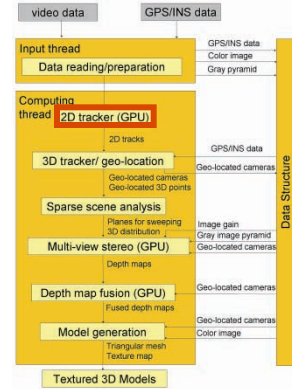 video data
GPS/INS data
Input thread
Data reading/preparation
GPS/INS data
Color image
Gray pyramid
Computing
thread
2D tracker (GPU)
2D tracks
3D tracker/ geo-location
GPS/INS data
Geo-located cameras
Geo-located cameras
Geo-located 3D points
Sparse scene analysis
Planes for sweeping
3D distribution
Image gain
Gray image pyramid
Multi-view stereo (GPU)
Geo-located cameras
Depth maps
Depth map fusion (GPU)
Geo-located cameras
Fused depth maps
Geo-located cameras
Model generation
Color image
Triangular mesh
Texture map
Textured 3D Models
Data Structure